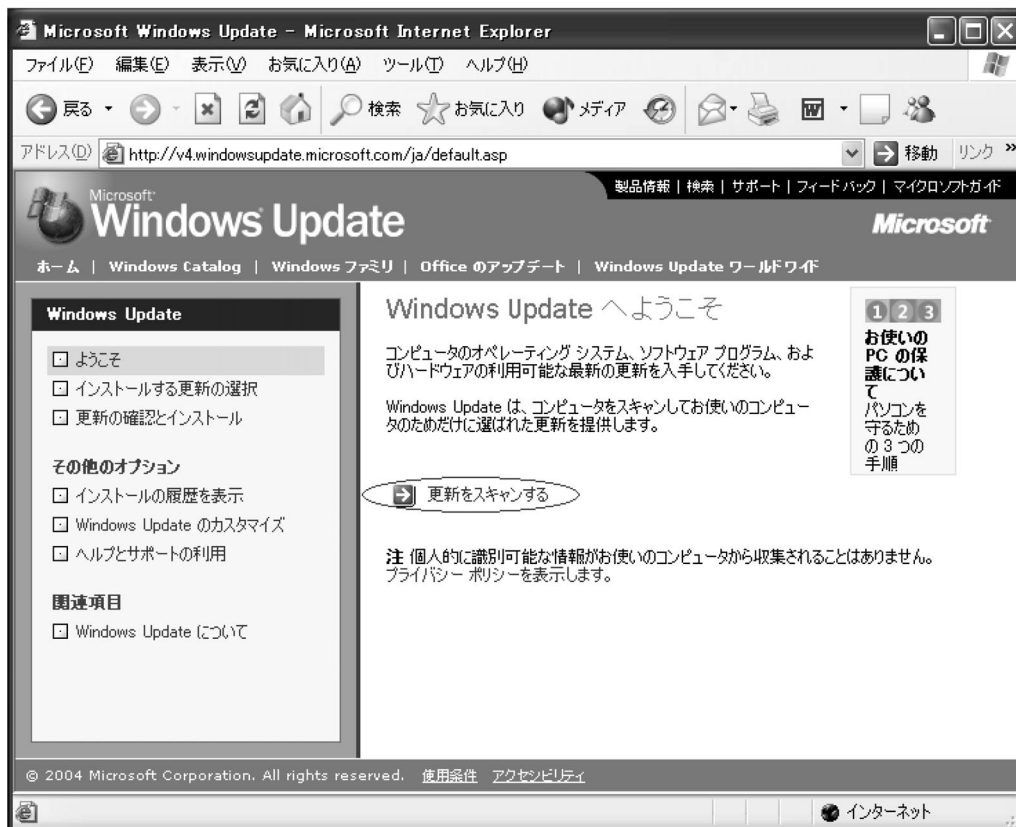 Microsoft Windows Update - Microsoft Internet Explorer
ファイル(F) 編集(E) 表示(V) お気に入り(A) ツール(T) ヘルプ(H)
戻る 検索 お気に入り メディア
アドレス(D) http://v4.windowsupdate.microsoft.com/ja/default.asp 移動 リンク »
製品情報 | 検索 | サポート | フィードバック | マイクロソフトガイド
Microsoft
Windows Update
Microsoft
ホーム | Windows Catalog | Windows ファミリ | Office のアップデート | Windows Update ワールドワイド
Windows Update
ようこそ
インストールする更新の選択
更新の確認とインストール
その他のオプション
インストールの履歴を表示
Windows Update のカスタマイズ
ヘルプとサポートの利用
関連項目
Windows Update について
Windows Update へようこそ
コンピュータのオペレーティング システム、ソフトウェア プログラム、およ
びハードウェアの利用可能な最新の更新を入手してください。
Windows Update は、コンピュータをスキャンしてお使いのコンピュー
タのためだけに選ばれた更新を提供します。
更新をスキャンする
注 個人的に識別可能な情報がお使いのコンピュータから収集されることはありません。
プライバシー ポリシーを表示します。
1 2 3
お使いの
PC の保
護につい
て
パソコンを
守るため
の 3 つの
手順
© 2004 Microsoft Corporation. All rights reserved. 使用条件 アクセシビリティ
インターネット